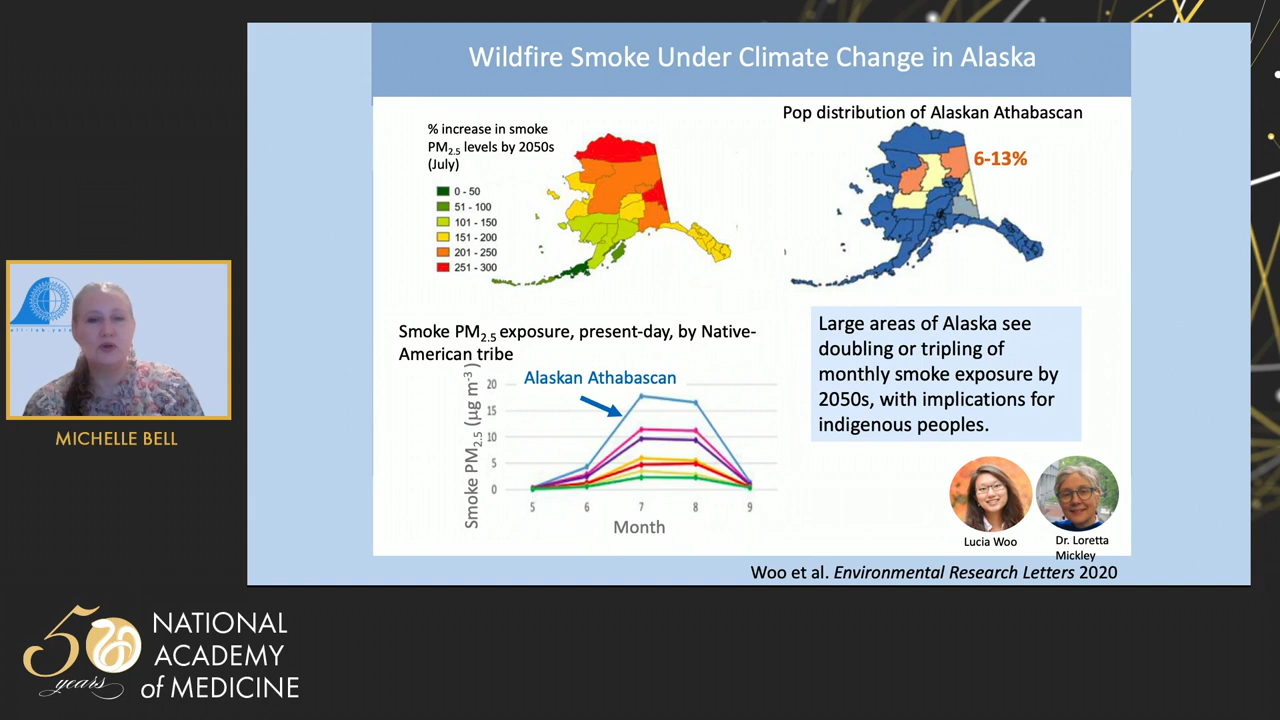 Wildfire Smoke Under Climate Change in Alaska
% increase in smoke
PM2.5 levels by 2050s
(July)
0 - 50
51 - 100
101 - 150
151 - 200
201 - 250
251 - 300
Pop distribution of Alaskan Athabascan
6-13%
Smoke PM2.5 exposure, present-day, by Native-
American tribe
Alaskan Athabascan
Smoke PM2.5 (µg m-3)
20
15
10
5
0
5 6 7 8 9
Month
Large areas of Alaska see
doubling or tripling of
monthly smoke exposure by
2050s, with implications for
indigenous peoples.
Lucia Woo
Dr. Loretta
Mickley
Woo et al. Environmental Research Letters 2020
MICHELLE BELL
50
years
NATIONAL
ACADEMY
of MEDICINE